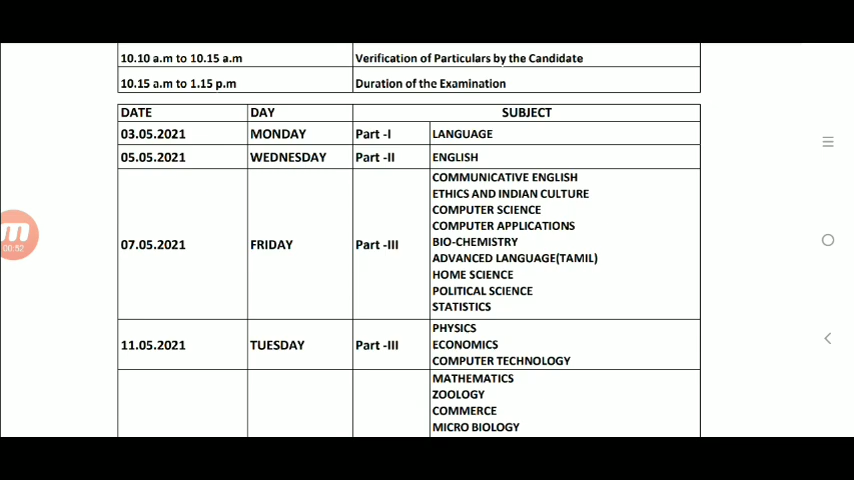 10.10 a.m to 10.15 a.m Verification of Particulars by the Candidate
10.15 a.m to 1.15 p.m Duration of the Examination
DATE DAY SUBJECT
03.05.2021 MONDAY Part -I LANGUAGE
05.05.2021 WEDNESDAY Part -II ENGLISH
07.05.2021 FRIDAY Part -III
COMMUNICATIVE ENGLISH
ETHICS AND INDIAN CULTURE
COMPUTER SCIENCE
COMPUTER APPLICATIONS
BIO-CHEMISTRY
ADVANCED LANGUAGE(TAMIL)
HOME SCIENCE
POLITICAL SCIENCE
STATISTICS
11.05.2021 TUESDAY Part -III
PHYSICS
ECONOMICS
COMPUTER TECHNOLOGY
MATHEMATICS
ZOOLOGY
COMMERCE
MICRO BIOLOGY
00:52